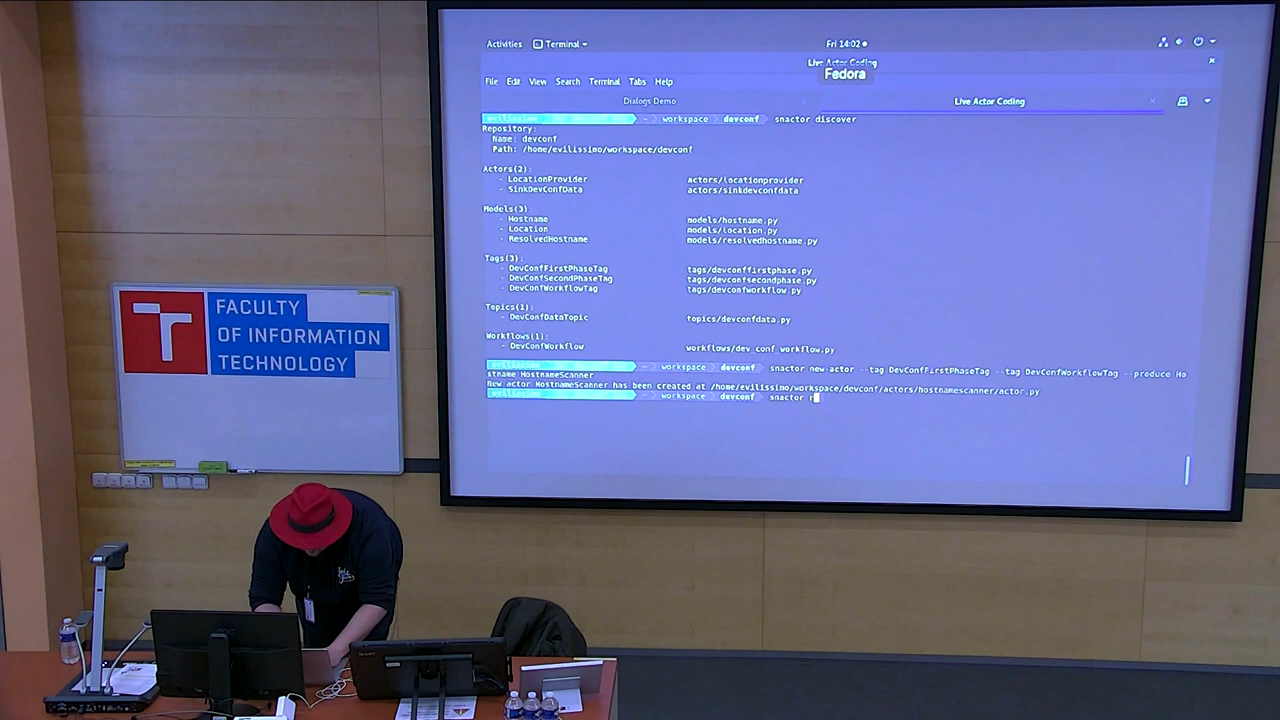 Activities Terminal Fri 14:02
Live Actor Coding
Fedora
File Edit View Search Terminal Tabs Help
Dialogs Demo Live Actor Coding
~ workspace devconf snactor discover
Repository:
Name: devconf
Path: /home/evilissimo/workspace/devconf
Actors(2):
- LocationProvider actors/locationprovider
- SinkDevConfData actors/sinkdevconfdata
Models(3):
- Hostname models/hostname.py
- Location models/location.py
- ResolvedHostname models/resolvedhostname.py
Tags(3):
- DevConfFirstPhaseTag tags/devconffirstphase.py
- DevConfSecondPhaseTag tags/devconfsecondphase.py
- DevConfWorkflowTag tags/devconfworkflow.py
Topics(1):
- DevConfDataTopic topics/devconfdata.py
Workflows(1):
- DevConfWorkflow workflows/dev_conf_workflow.py
~ workspace devconf snactor new-actor --tag DevConfFirstPhaseTag --tag DevConfWorkflowTag --produce Ho
stname HostnameScanner
New actor HostnameScanner has been created at /home/evilissimo/workspace/devconf/actors/hostnamescanner/actor.py
~ workspace devconf snactor r
FACULTY
OF INFORMATION
TECHNOLOGY